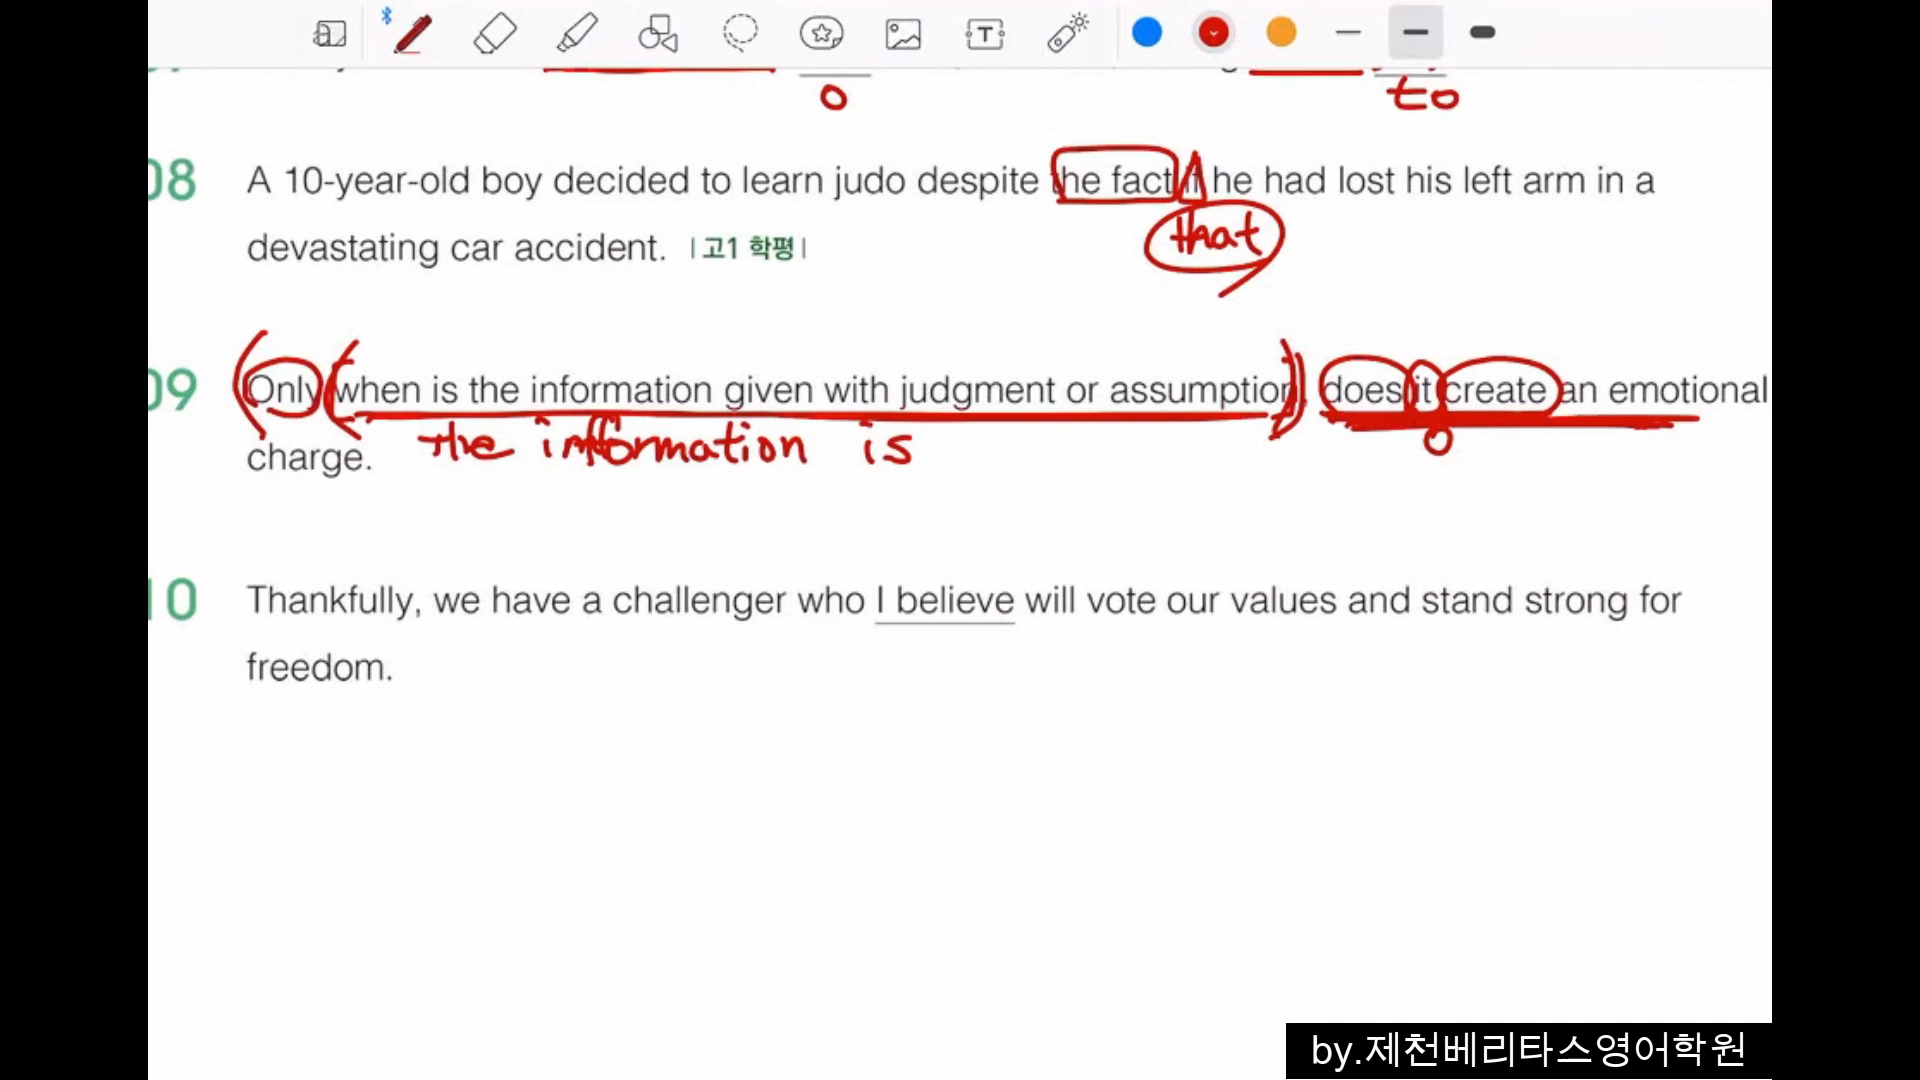 o
to
08 A 10-year-old boy decided to learn judo despite the fact if he had lost his left arm in a
that
devastating car accident. | 고1 학평 |
09 Only when is the information given with judgment or assumption, does it create an emotional
the information is
o
charge.
10 Thankfully, we have a challenger who I believe will vote our values and stand strong for
freedom.
by.제천베리타스영어학원